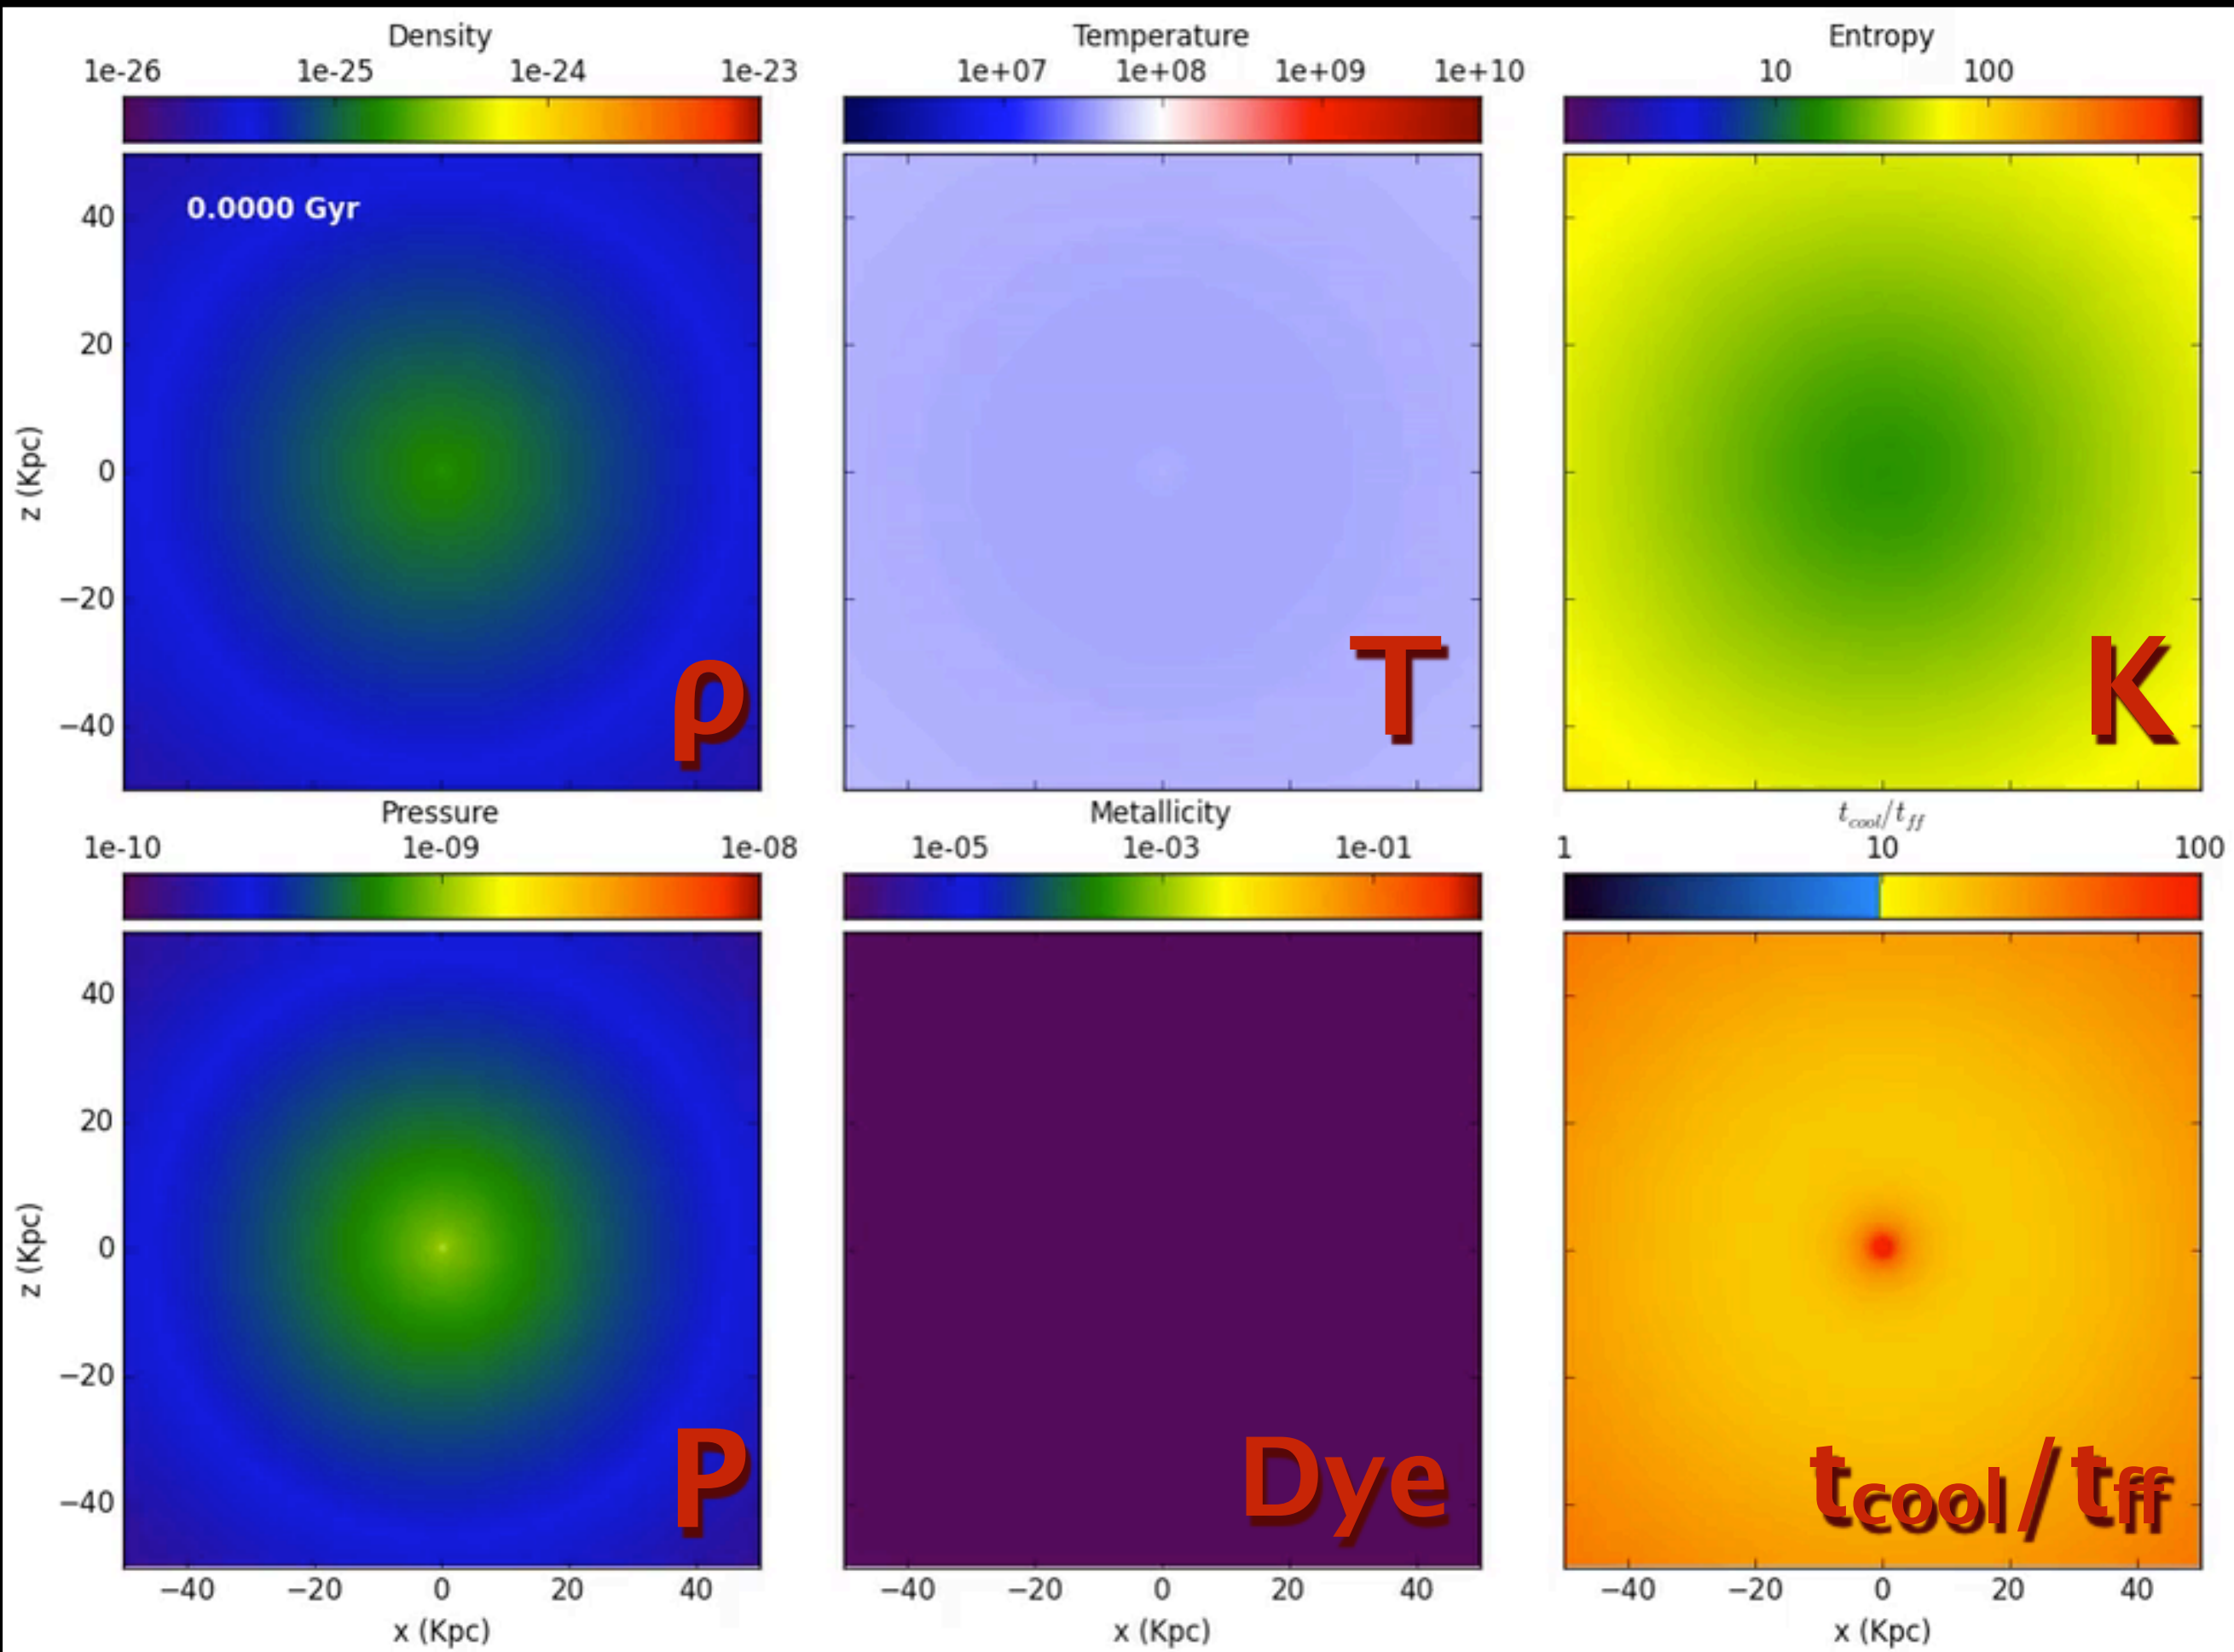 Density
1e-26 1e-25 1e-24 1e-23
Temperature
1e+07 1e+08 1e+09 1e+10
Entropy
10 100
0.0000 Gyr
40
20
0
−20
−40
z (Kpc)
ρ
T
K
Pressure
1e-10 1e-09 1e-08
Metallicity
1e-05 1e-03 1e-01
t_cool/t_ff
1 10 100
40
20
0
−20
−40
z (Kpc)
P
Dye
tcool/tff
−40 −20 0 20 40
x (Kpc)
−40 −20 0 20 40
x (Kpc)
−40 −20 0 20 40
x (Kpc)